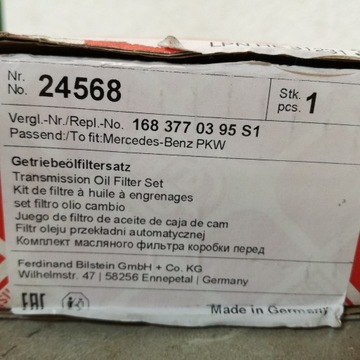 Nr. No. 24568
Stk. pcs. 1
Vergl.-Nr./Repl.-No. 168 377 03 95 S1
Passend:/To fit:Mercedes-Benz PKW
Getriebeölfiltersatz
Transmission Oil Filter Set
Kit de filtre à huile à engrenages
set filtro olio cambio
Juego de filtro de aceite de caja de cam
Filtr oleju przekładni automatycznej
Комплект масляного фильтра коробки перед
Ferdinand Bilstein GmbH + Co. KG
Wilhelmstr. 47 | 58256 Ennepetal | Germany
EAC
Made in Germany